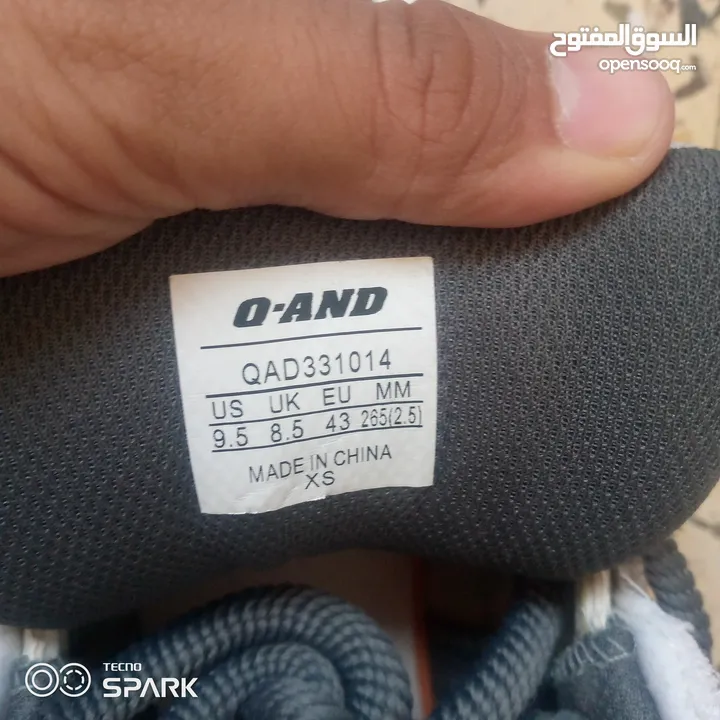 السوق المفتوح
opensooq.com
Q-AND
QAD331014
US UK EU MM
9.5 8.5 43 265(2.5)
MADE IN CHINA
XS
TECNO
SPARK